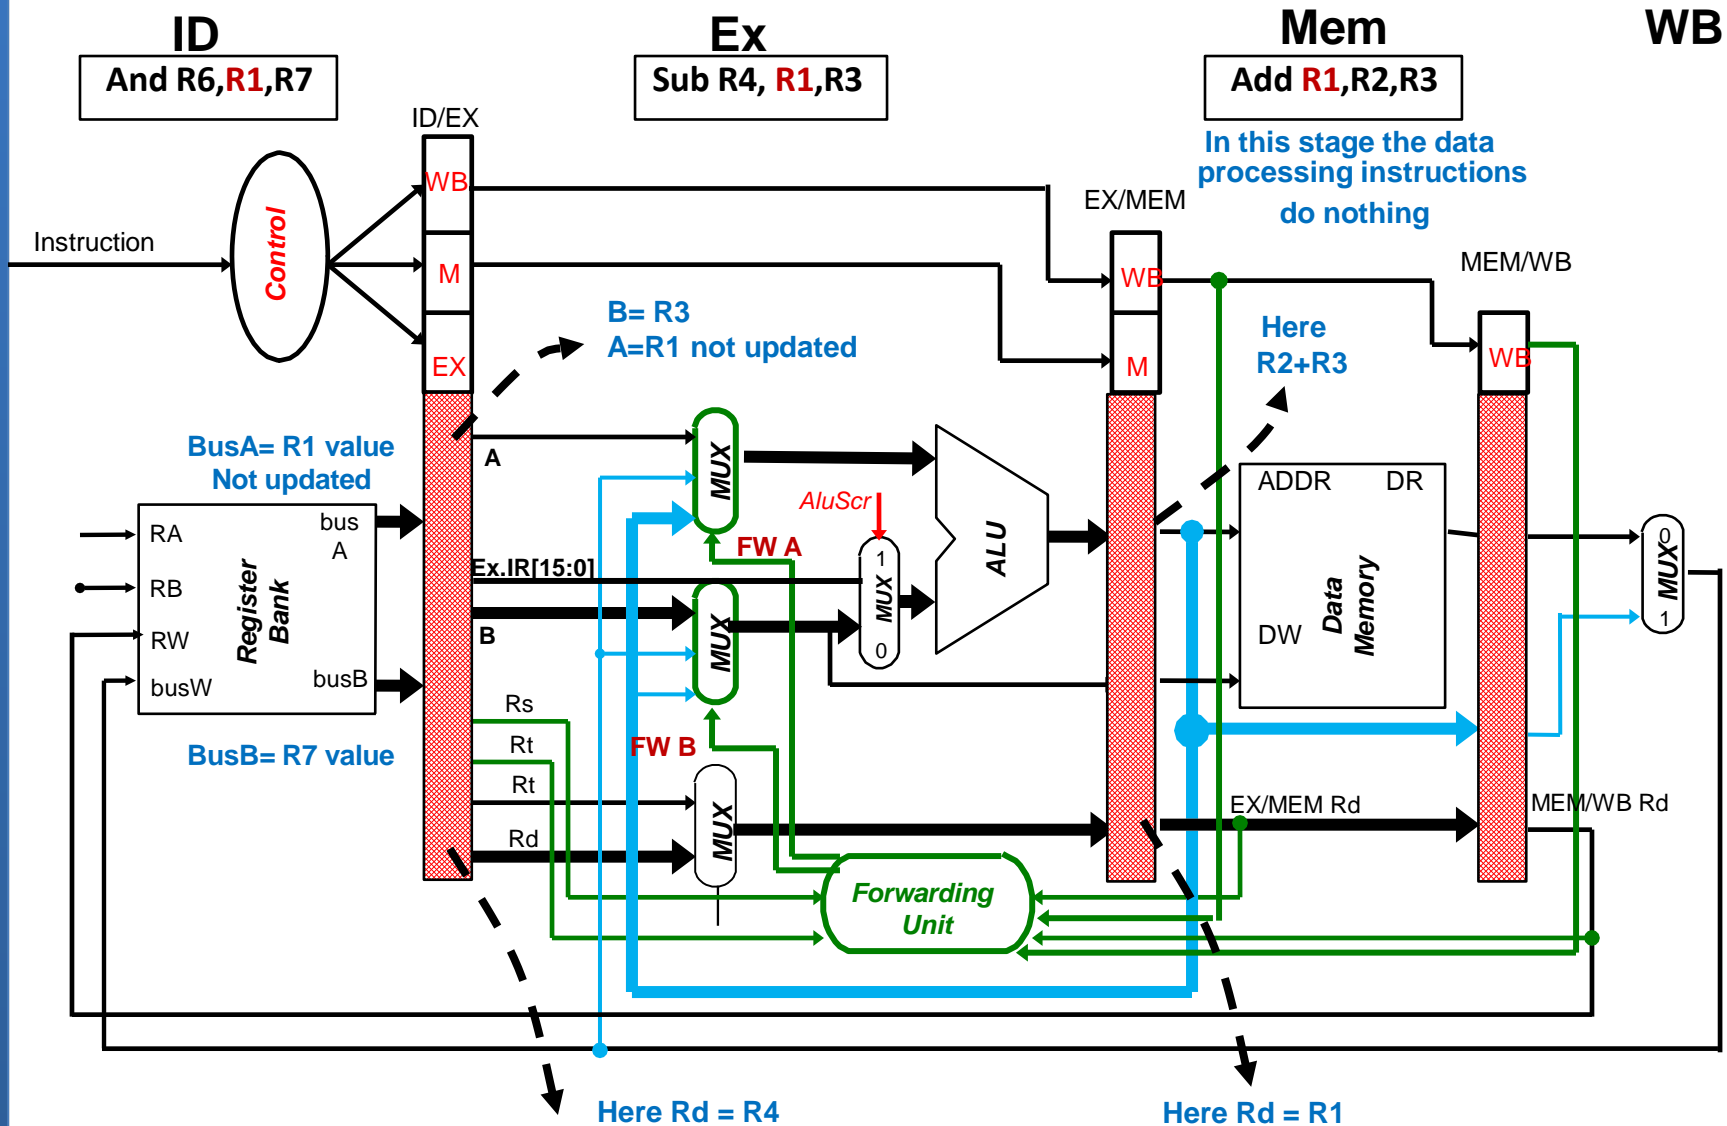 ID
Ex
Mem
WB
And R6,R1,R7
Sub R4, R1,R3
Add R1,R2,R3
In this stage the data
processing instructions
do nothing
ID/EX
EX/MEM
MEM/WB
Instruction
Control
WB
M
EX
WB
M
WB
B= R3
A=R1 not updated
Here
R2+R3
BusA= R1 value
Not updated
A
MUX
AluScr
FW A
ALU
ADDR
DR
Data
Memory
DW
0
MUX
1
RA
RB
RW
busW
bus
A
busB
Register
Bank
Ex.IR[15:0]
B
MUX
1
MUX
0
BusB= R7 value
Rs
Rt
Rt
Rd
FW B
MUX
EX/MEM Rd
MEM/WB Rd
Forwarding
Unit
Here Rd = R4
Here Rd = R1